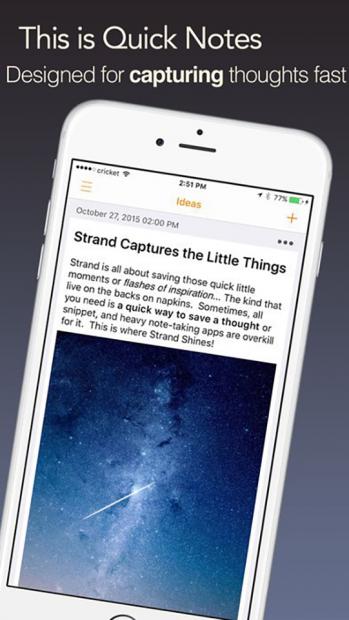 This is Quick Notes
Designed for capturing thoughts fast
cricket
2:51 PM
77%
Ideas
+
October 27, 2015 02:00 PM
Strand Captures the Little Things
Strand is all about saving those quick little
moments or flashes of inspiration... The kind that
live on the backs on napkins.  Sometimes, all
you need is a quick way to save a thought or
snippet, and heavy note-taking apps are overkill
for it.  This is where Strand Shines!